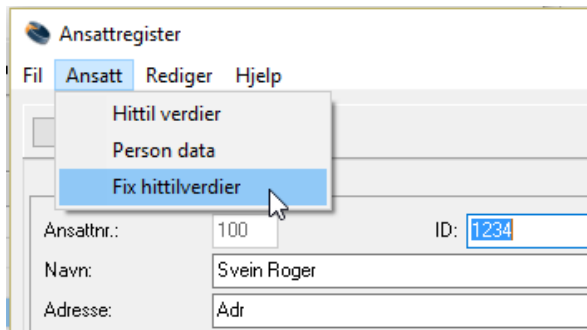 Ansattregister
Fil Ansatt Rediger Hjelp
Hittil verdier
Person data
Fix hittilverdier
Ansattnr.: 100 ID: 1234
Navn: Svein Roger
Adresse: Adr